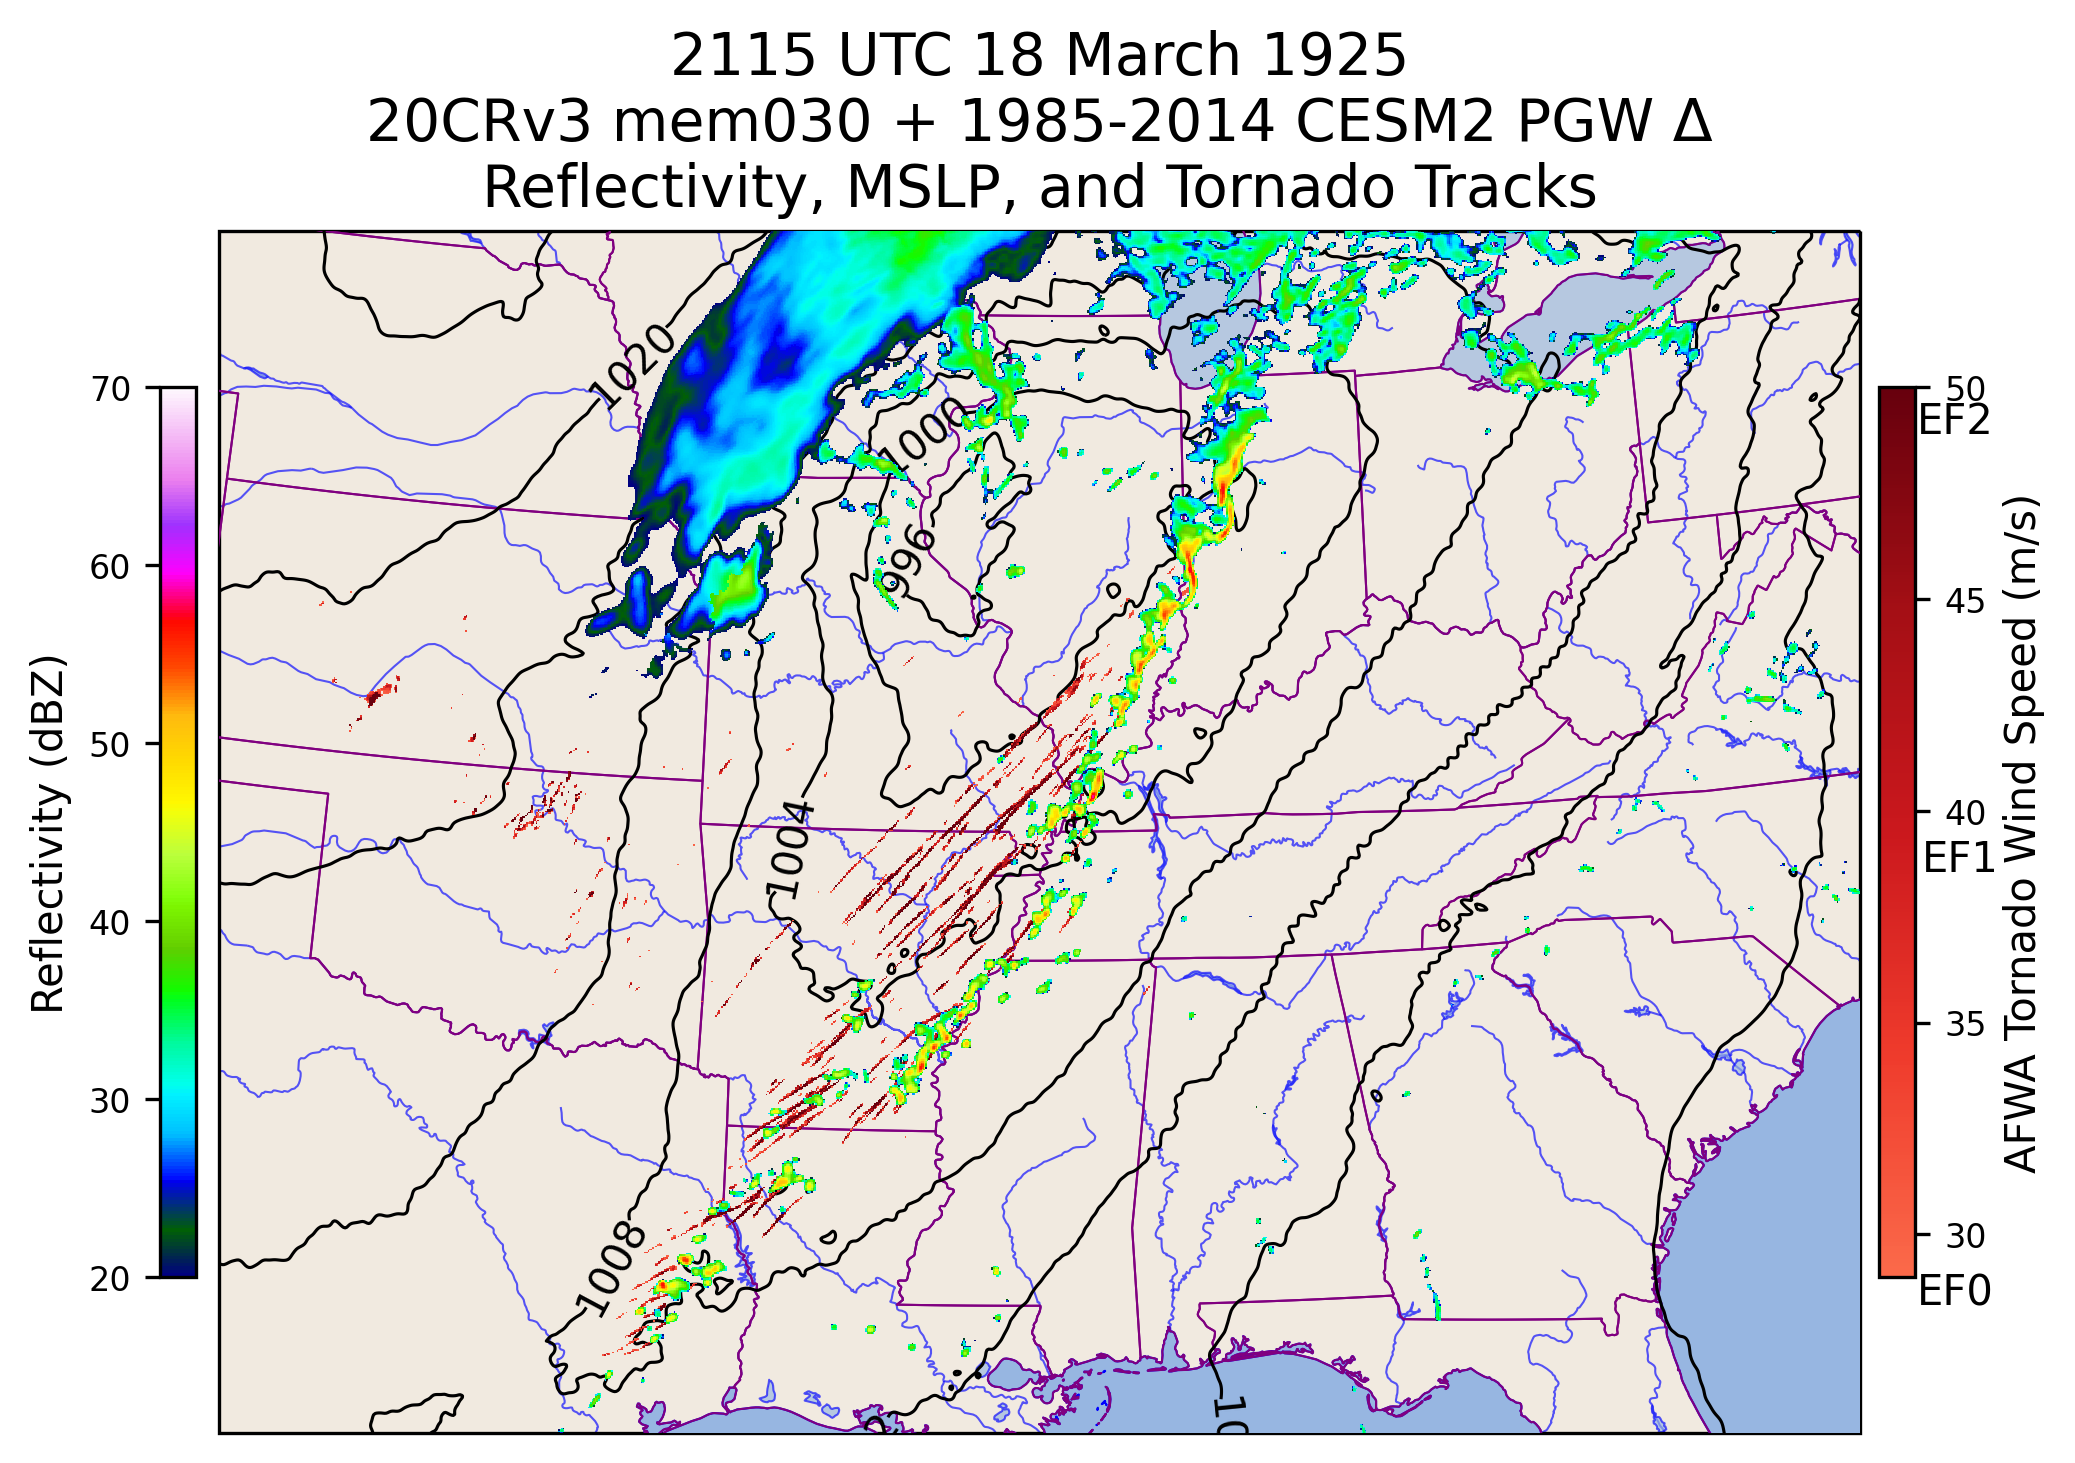 2115 UTC 18 March 1925
20CRv3 mem030 + 1985-2014 CESM2 PGW Δ
Reflectivity, MSLP, and Tornado Tracks
70
60
50
40
30
20
Reflectivity (dBZ)
1020
1000
996
1004
1008
10
50
EF2
45
40
EF1
35
30
EF0
AFWA Tornado Wind Speed (m/s)